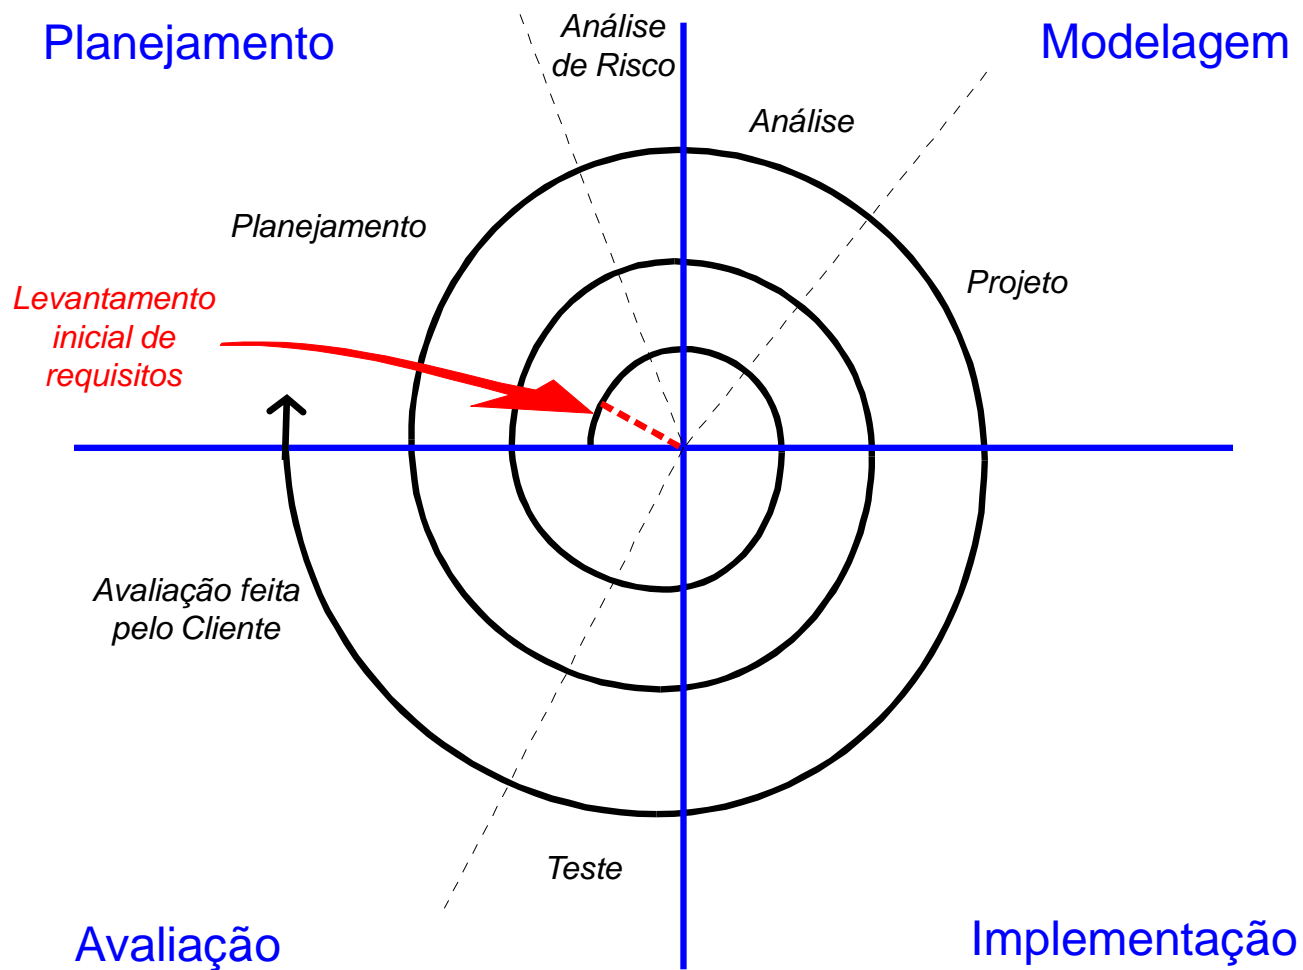 Planejamento
Análise
de Risco
Modelagem
Análise
Planejamento
Projeto
Levantamento
inicial de
requisitos
Avaliação feita
pelo Cliente
Teste
Avaliação
Implementação